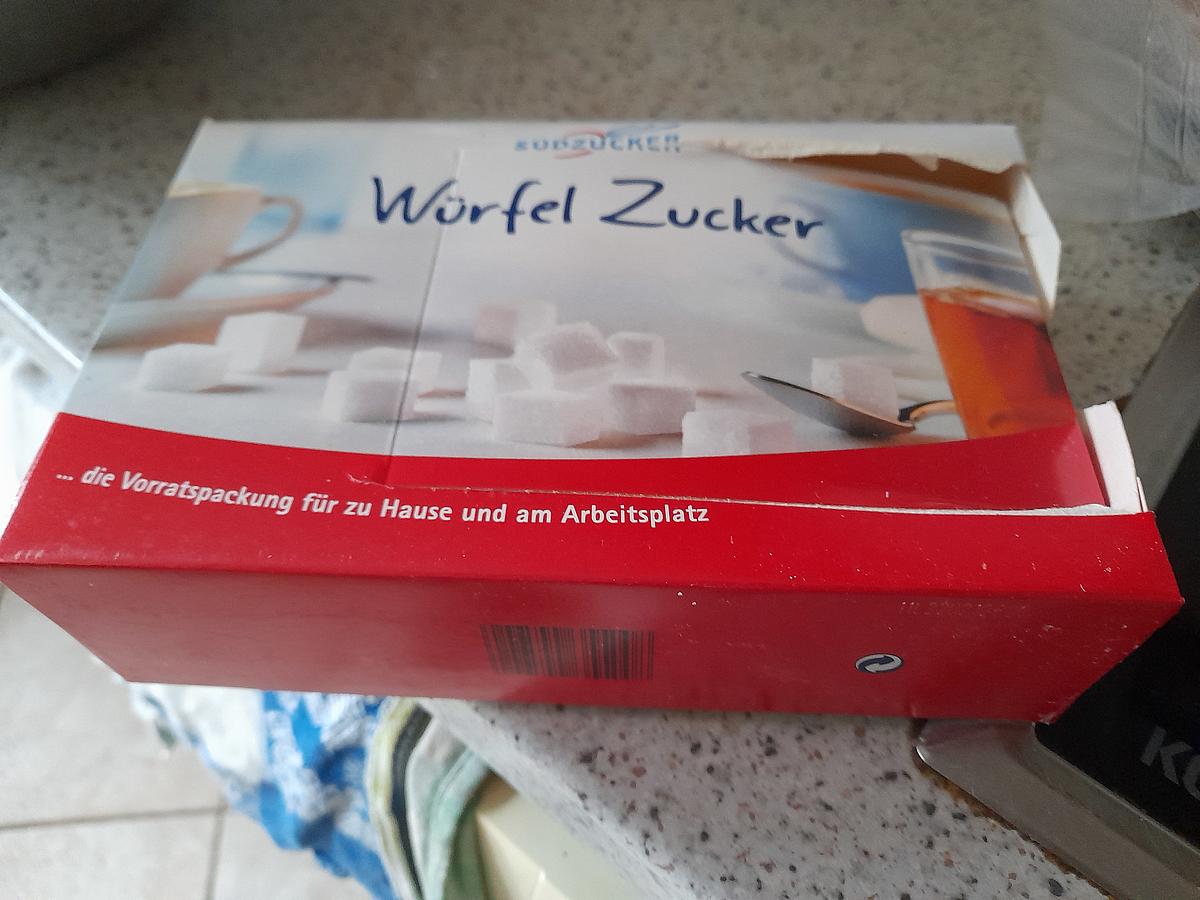 SÜDZUCKER
Würfel Zucker
... die Vorratspackung für zu Hause und am Arbeitsplatz